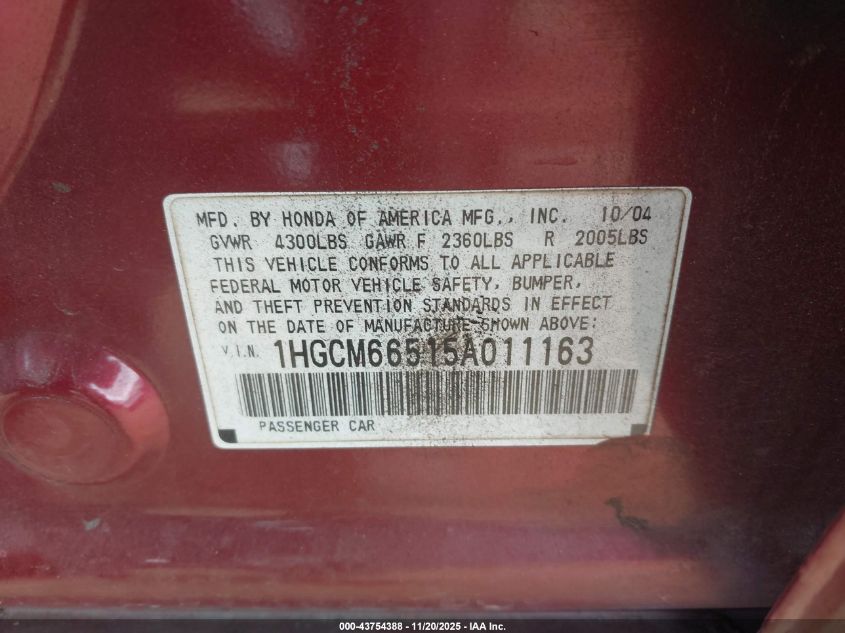 MFD. BY HONDA OF AMERICA MFG., INC. 10/04
GVWR 4300LBS GAWR F 2360LBS R 2005LBS
THIS VEHICLE CONFORMS TO ALL APPLICABLE
FEDERAL MOTOR VEHICLE SAFETY, BUMPER,
AND THEFT PREVENTION STANDARDS IN EFFECT
ON THE DATE OF MANUFACTURE SHOWN ABOVE:
V.I.N. 1HGCM66515A011163
PASSENGER CAR
000-43754388 - 11/20/2025 - IAA Inc.